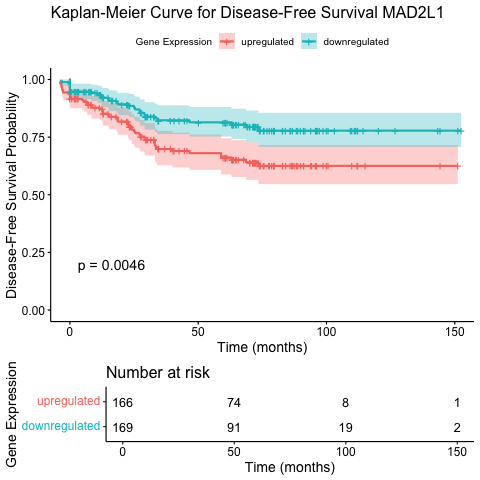 Kaplan-Meier Curve for Disease-Free Survival MAD2L1
Gene Expression upregulated downregulated
Disease-Free Survival Probability
1.00
0.75
0.50
0.25
0.00
p = 0.0046
0 50 100 150
Time (months)
Number at risk
Gene Expression
upregulated 166 74 8 1
downregulated 169 91 19 2
0 50 100 150
Time (months)